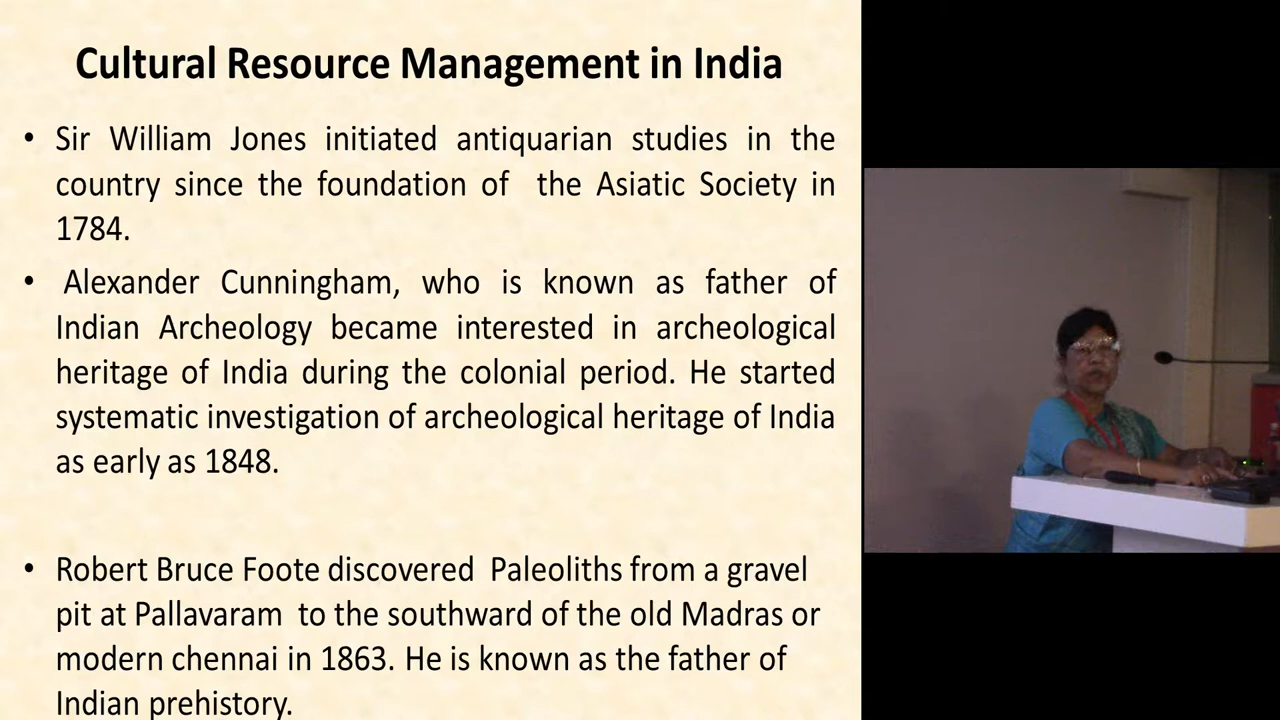 Cultural Resource Management in India
• Sir William Jones initiated antiquarian studies in the
country since the foundation of the Asiatic Society in
1784.
• Alexander Cunningham, who is known as father of
Indian Archeology became interested in archeological
heritage of India during the colonial period. He started
systematic investigation of archeological heritage of India
as early as 1848.
• Robert Bruce Foote discovered Paleoliths from a gravel
pit at Pallavaram to the southward of the old Madras or
modern chennai in 1863. He is known as the father of
Indian prehistory.